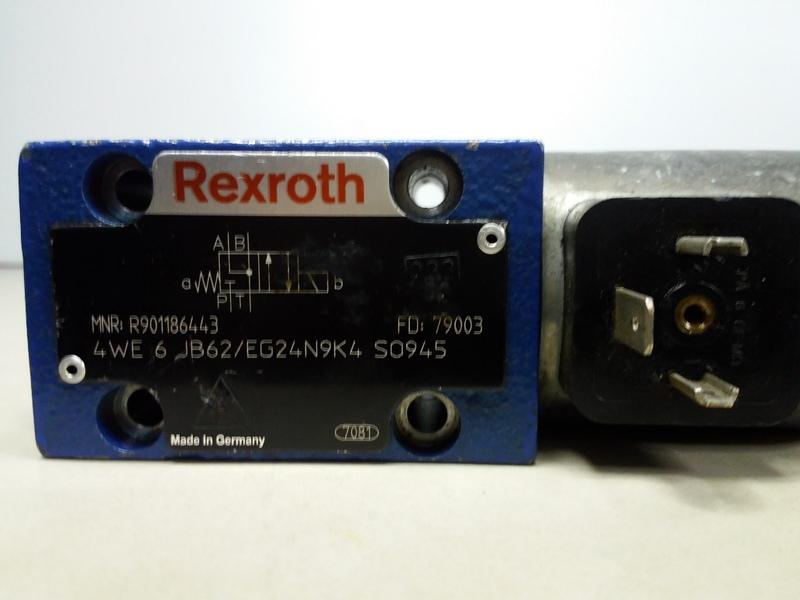 Rexroth
A B
a b
P T
MNR: R901186443 FD: 79003
4WE 6 JB62/EG24N9K4 SO945
Made in Germany 7081